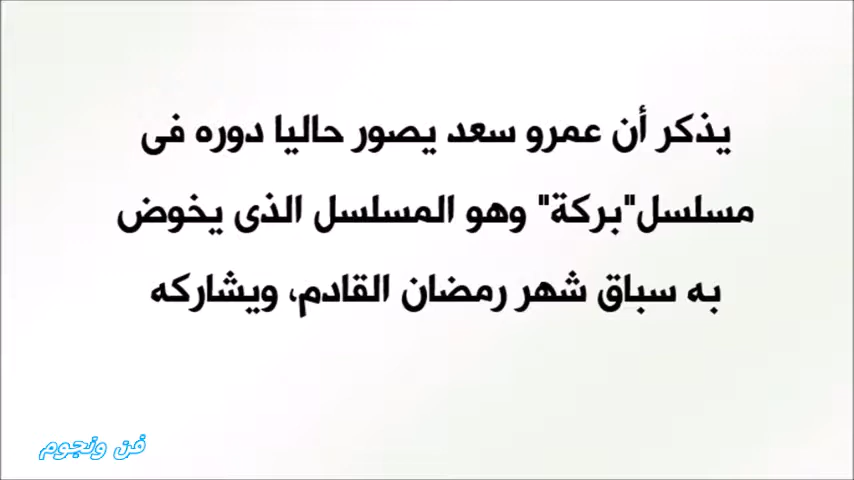 يذكر أن عمرو سعد يصور حاليا دوره فى
مسلسل"بركة" وهو المسلسل الذى يخوض
به سباق شهر رمضان القادم، ويشاركه
فن ونجوم